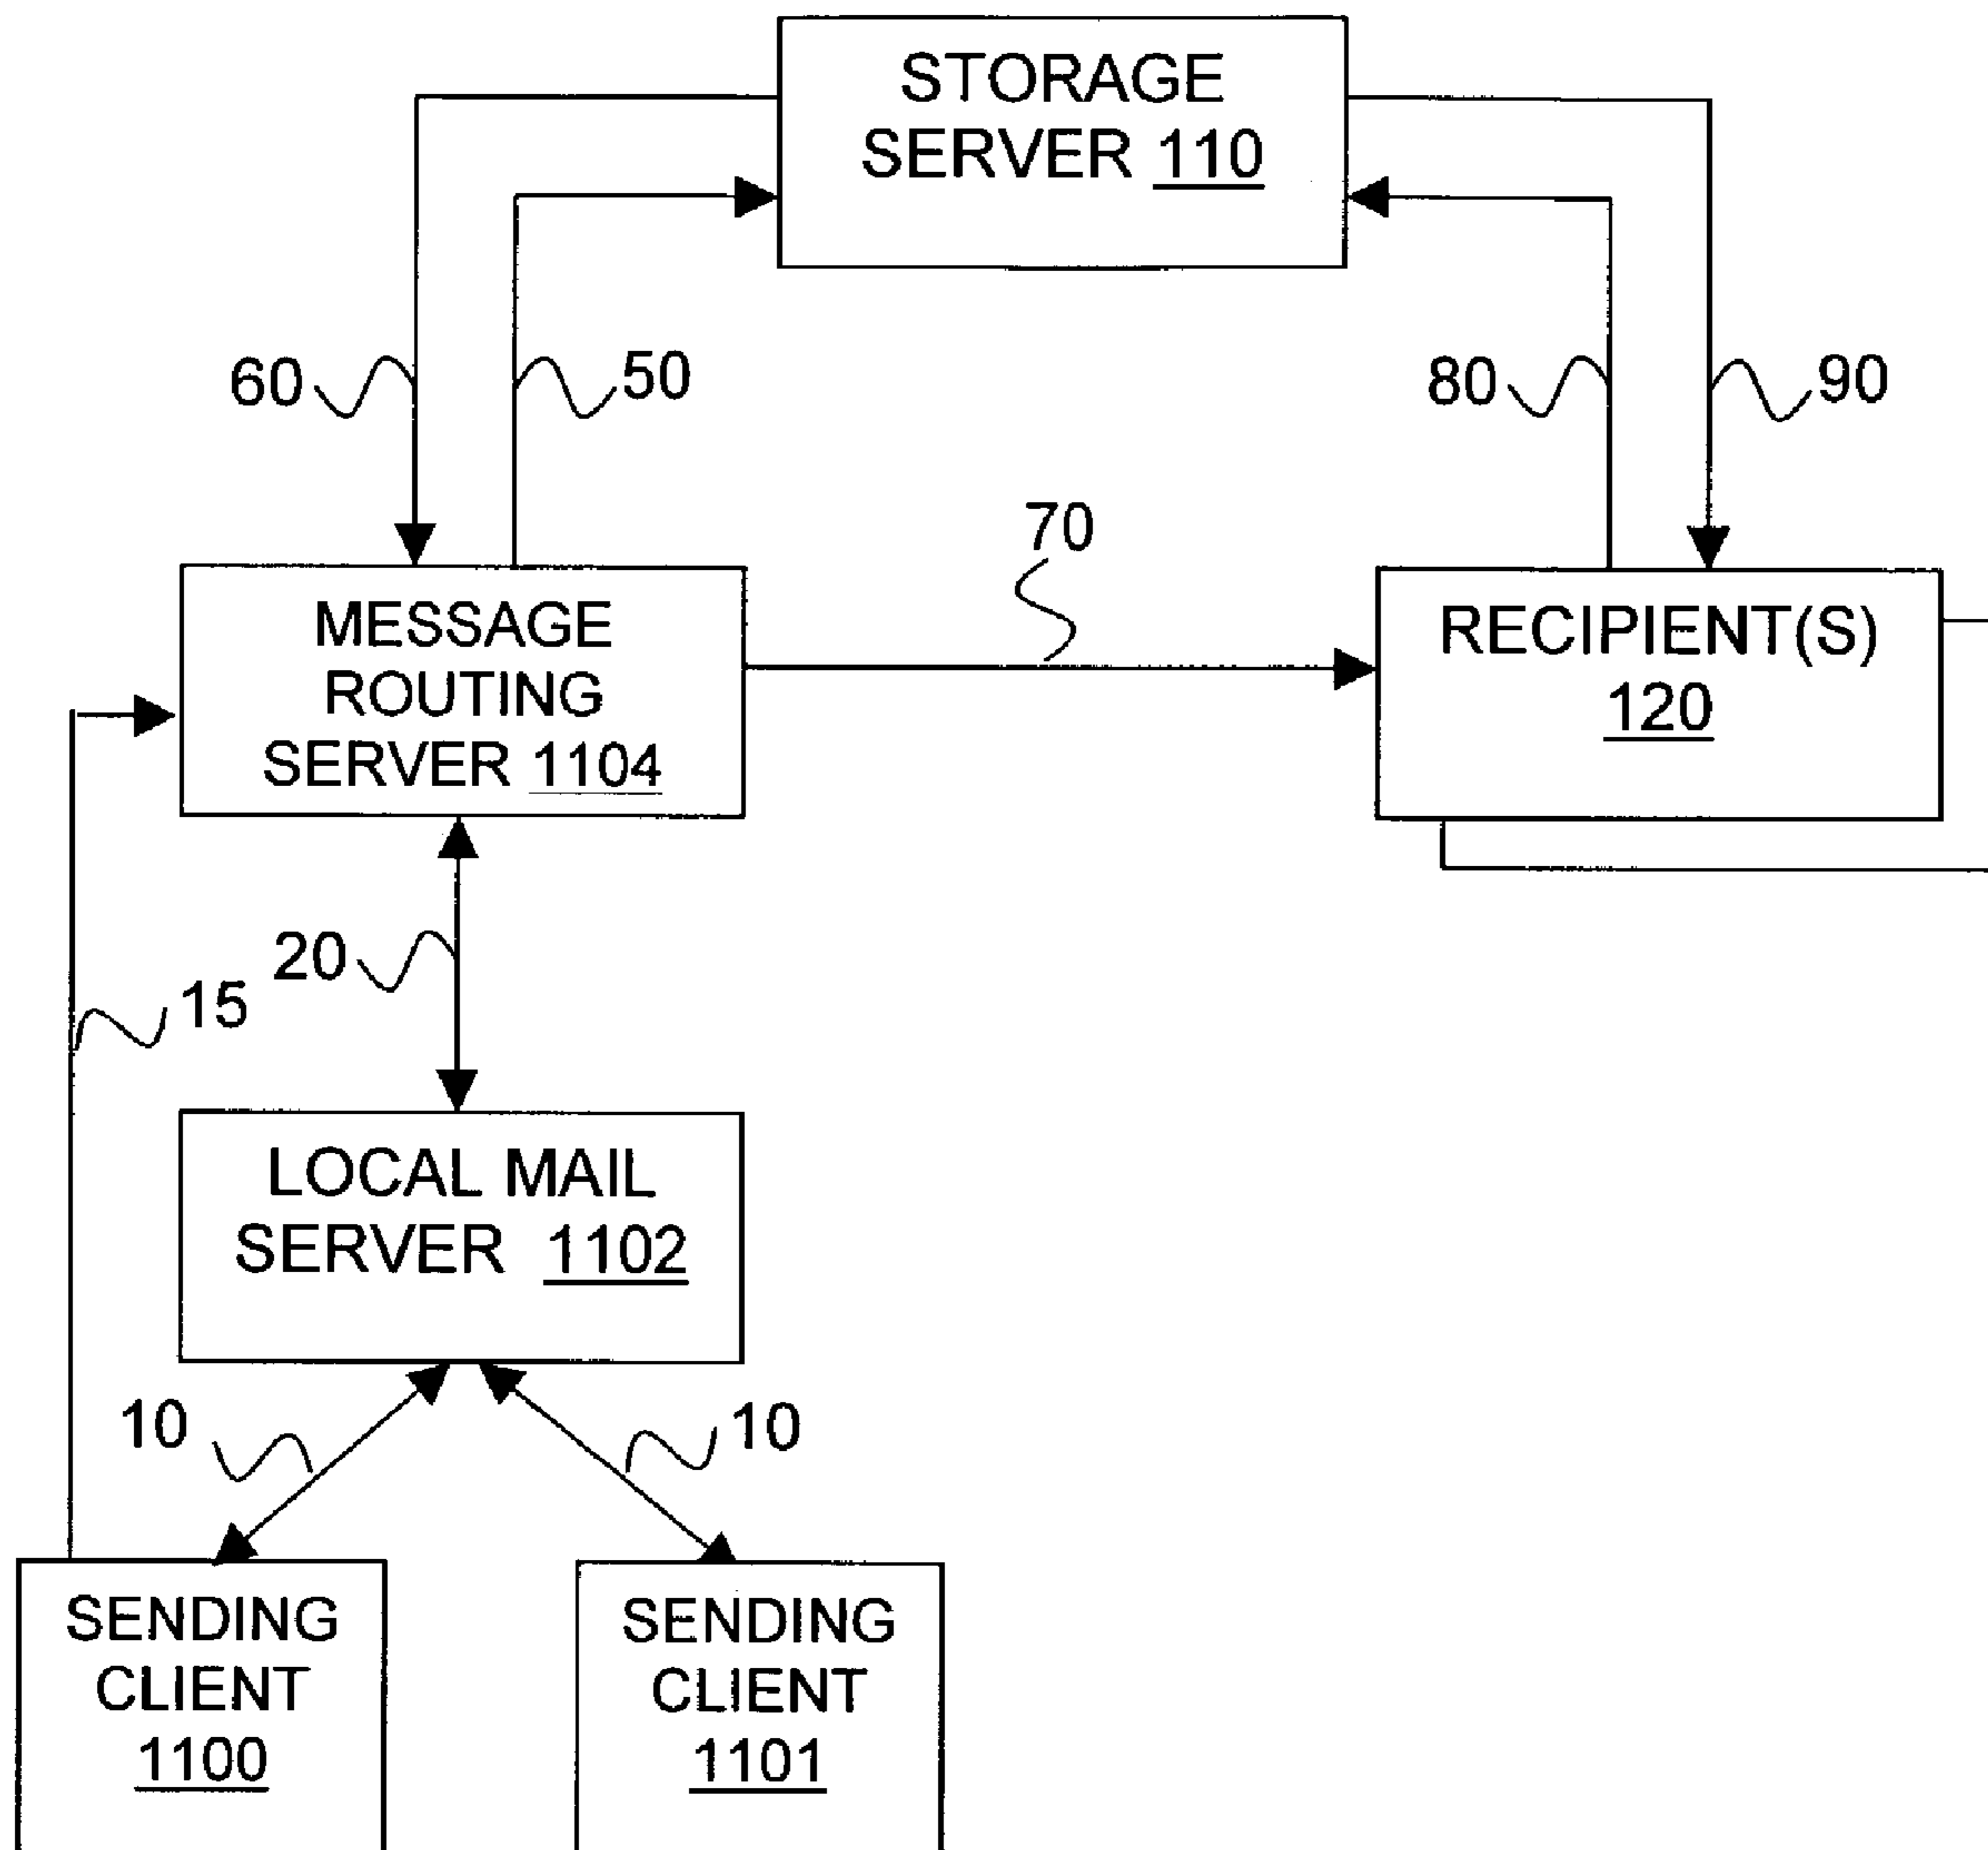 STORAGE
SERVER 110
60
50
80
90
70
MESSAGE
ROUTING
SERVER 1104
RECIPIENT(S)
120
20
15
LOCAL MAIL
SERVER 1102
10
10
SENDING
CLIENT
1100
SENDING
CLIENT
1101